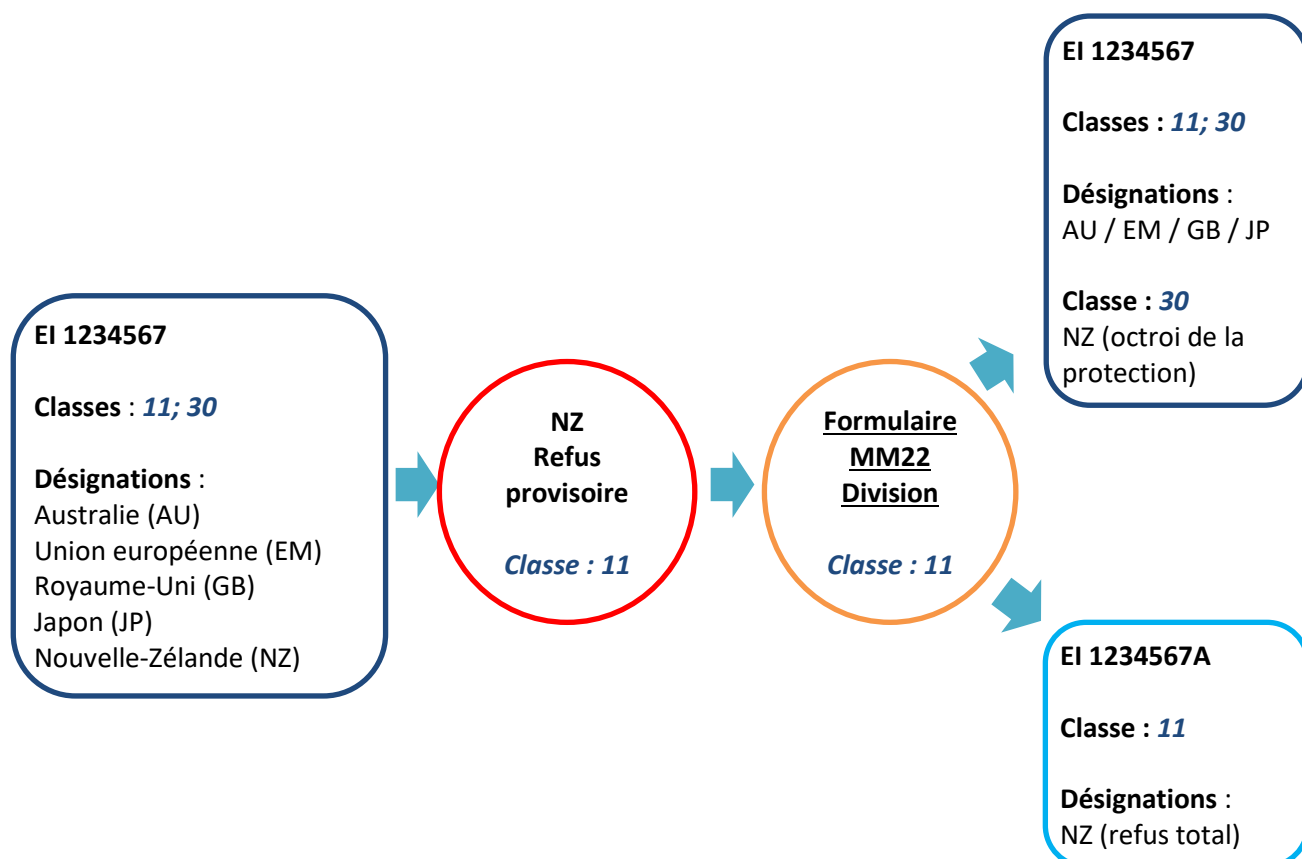 EI 1234567
Classes : 11; 30
Désignations :
Australie (AU)
Union européenne (EM)
Royaume-Uni (GB)
Japon (JP)
Nouvelle-Zélande (NZ)
NZ
Refus
provisoire
Classe : 11
Formulaire
MM22
Division
Classe : 11
EI 1234567
Classes : 11; 30
Désignations :
AU / EM / GB / JP
Classe : 30
NZ (octroi de la
protection)
EI 1234567A
Classe : 11
Désignations :
NZ (refus total)